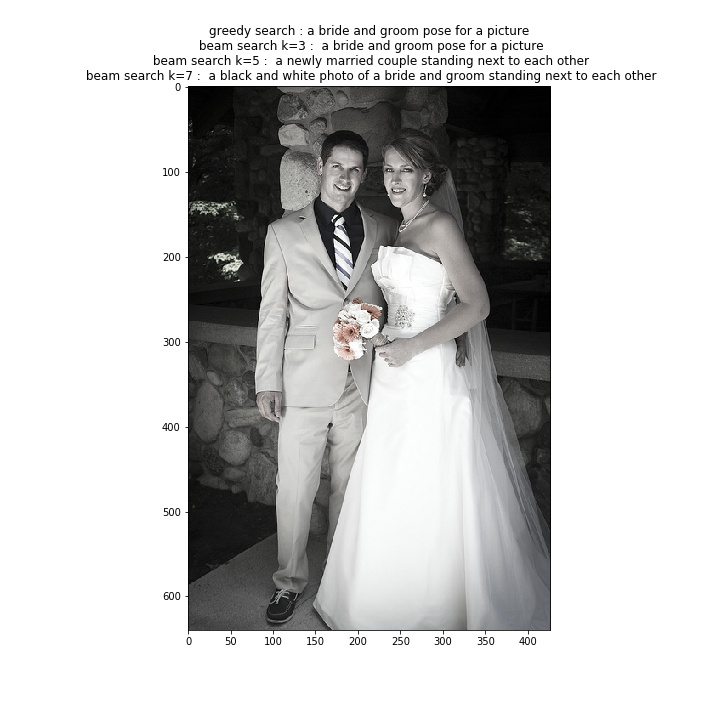 greedy search : a bride and groom pose for a picture
beam search k=3 :  a bride and groom pose for a picture
beam search k=5 :  a newly married couple standing next to each other
beam search k=7 :  a black and white photo of a bride and groom standing next to each other
0
100
200
300
400
500
600
0 50 100 150 200 250 300 350 400